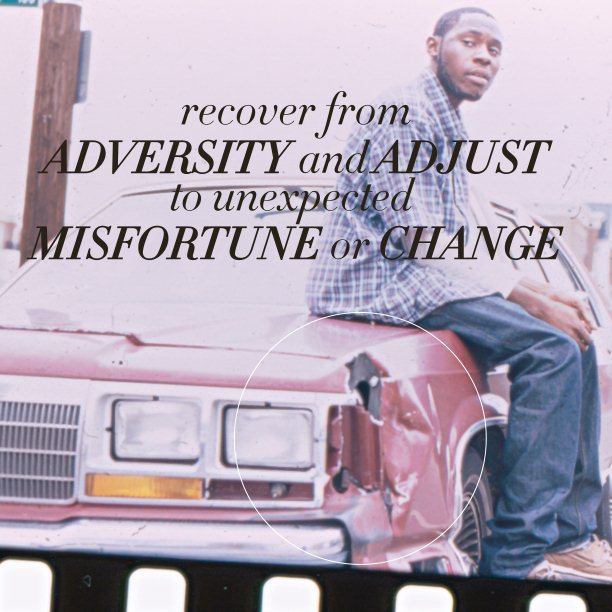 recover from
ADVERSITY and ADJUST
to unexpected
MISFORTUNE or CHANGE